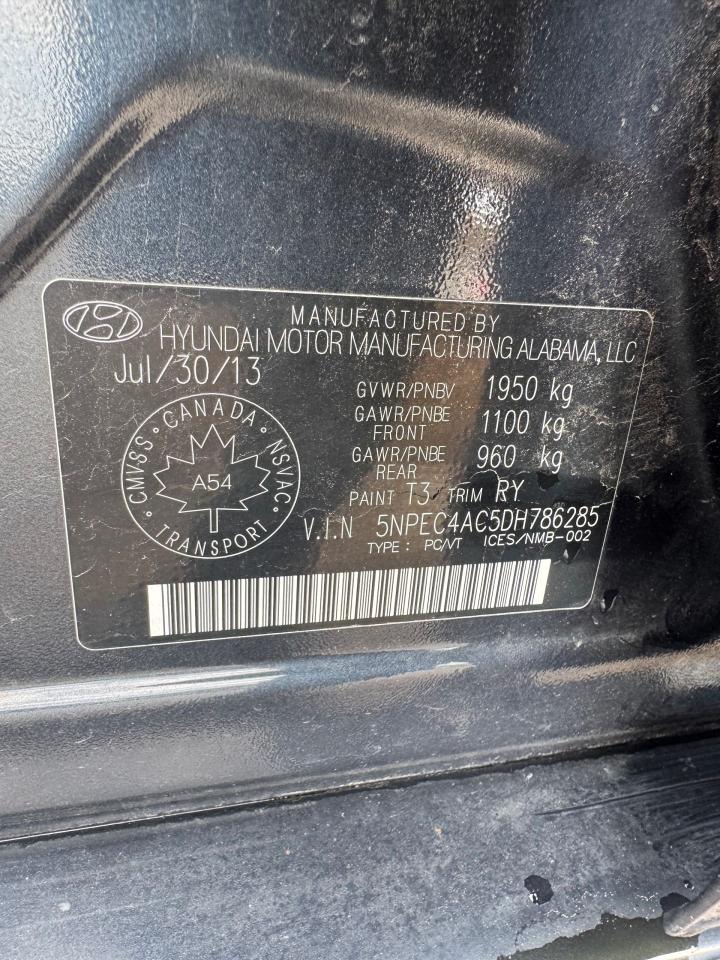 MANUFACTURED BY
HYUNDAI MOTOR MANUFACTURING ALABAMA, LLC
Jul/30/13
GVWR/PNBV 1950 kg
GAWR/PNBE FRONT 1100 kg
GAWR/PNBE REAR 960 kg
PAINT T3 TRIM RY
CMVSS · CANADA · NSVAC
A54
TRANSPORT
V.I.N 5NPEC4AC5DH786285
TYPE: PC/VT ICES/NMB-002